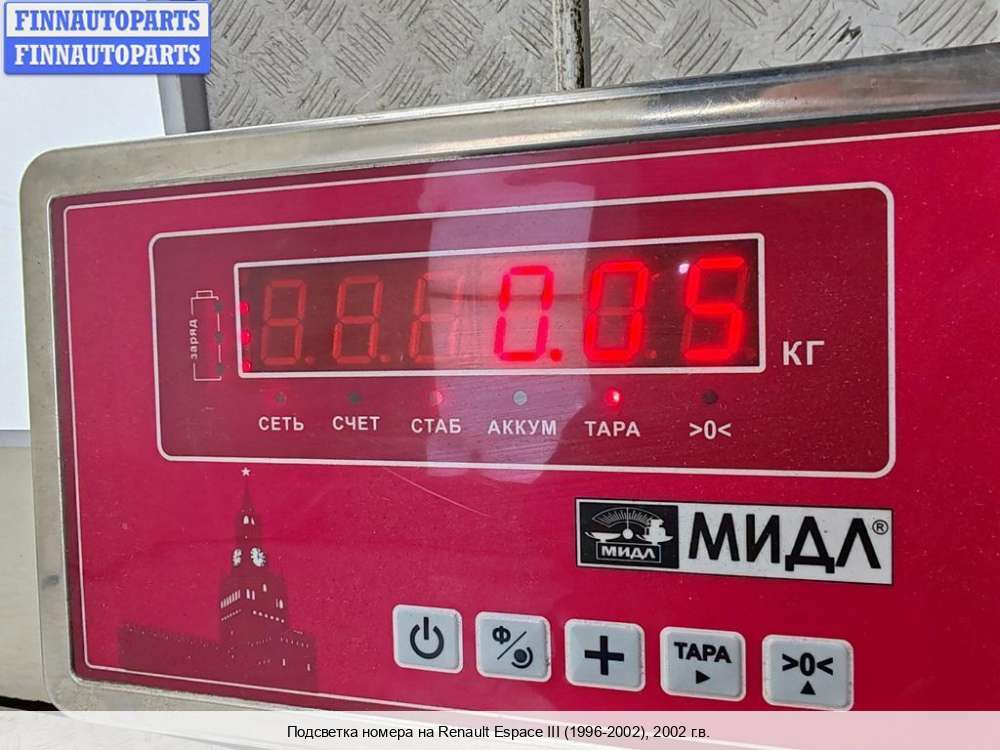 FINNAUTOPARTS
FINNAUTOPARTS
заряд
0.05
КГ
СЕТЬ СЧЕТ СТАБ АККУМ ТАРА >0<
МИДЛ
МИДЛ®
Ф
+
ТАРА
>0<
Подсветка номера на Renault Espace III (1996-2002), 2002 г.в.